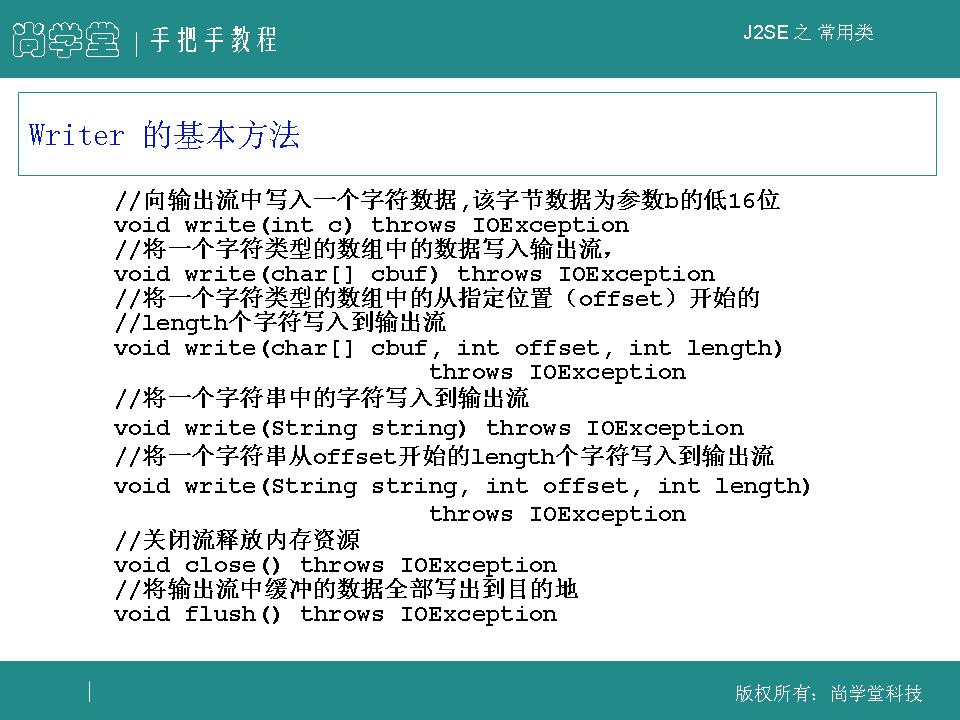 尚学堂 | 手把手教程
J2SE 之 常用类
Writer 的基本方法
//向输出流中写入一个字符数据,该字节数据为参数b的低16位
void write(int c) throws IOException
//将一个字符类型的数组中的数据写入输出流，
void write(char[] cbuf) throws IOException
//将一个字符类型的数组中的从指定位置（offset）开始的
//length个字符写入到输出流
void write(char[] cbuf, int offset, int length)
throws IOException
//将一个字符串中的字符写入到输出流
void write(String string) throws IOException
//将一个字符串从offset开始的length个字符写入到输出流
void write(String string, int offset, int length)
throws IOException
//关闭流释放内存资源
void close() throws IOException
//将输出流中缓冲的数据全部写出到目的地
void flush() throws IOException
版权所有：尚学堂科技